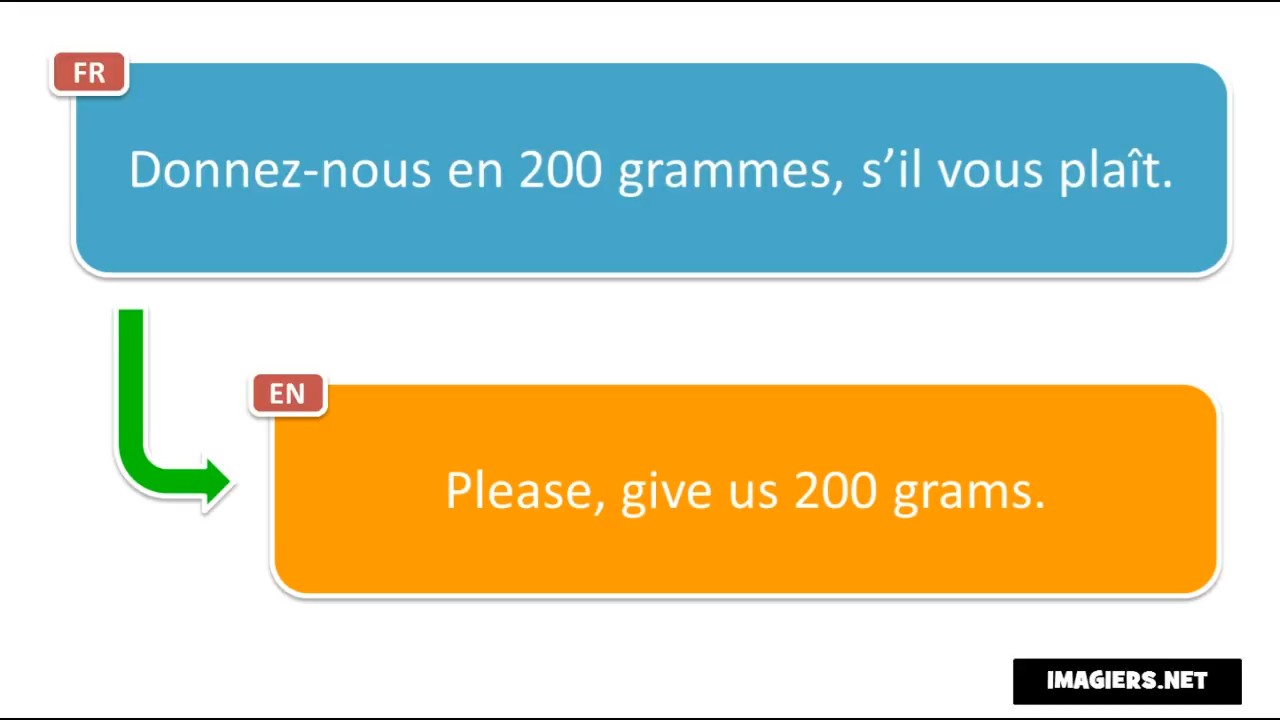 FR
Donnez-nous en 200 grammes, s’il vous plaît.
EN
Please, give us 200 grams.
IMAGIERS.NET